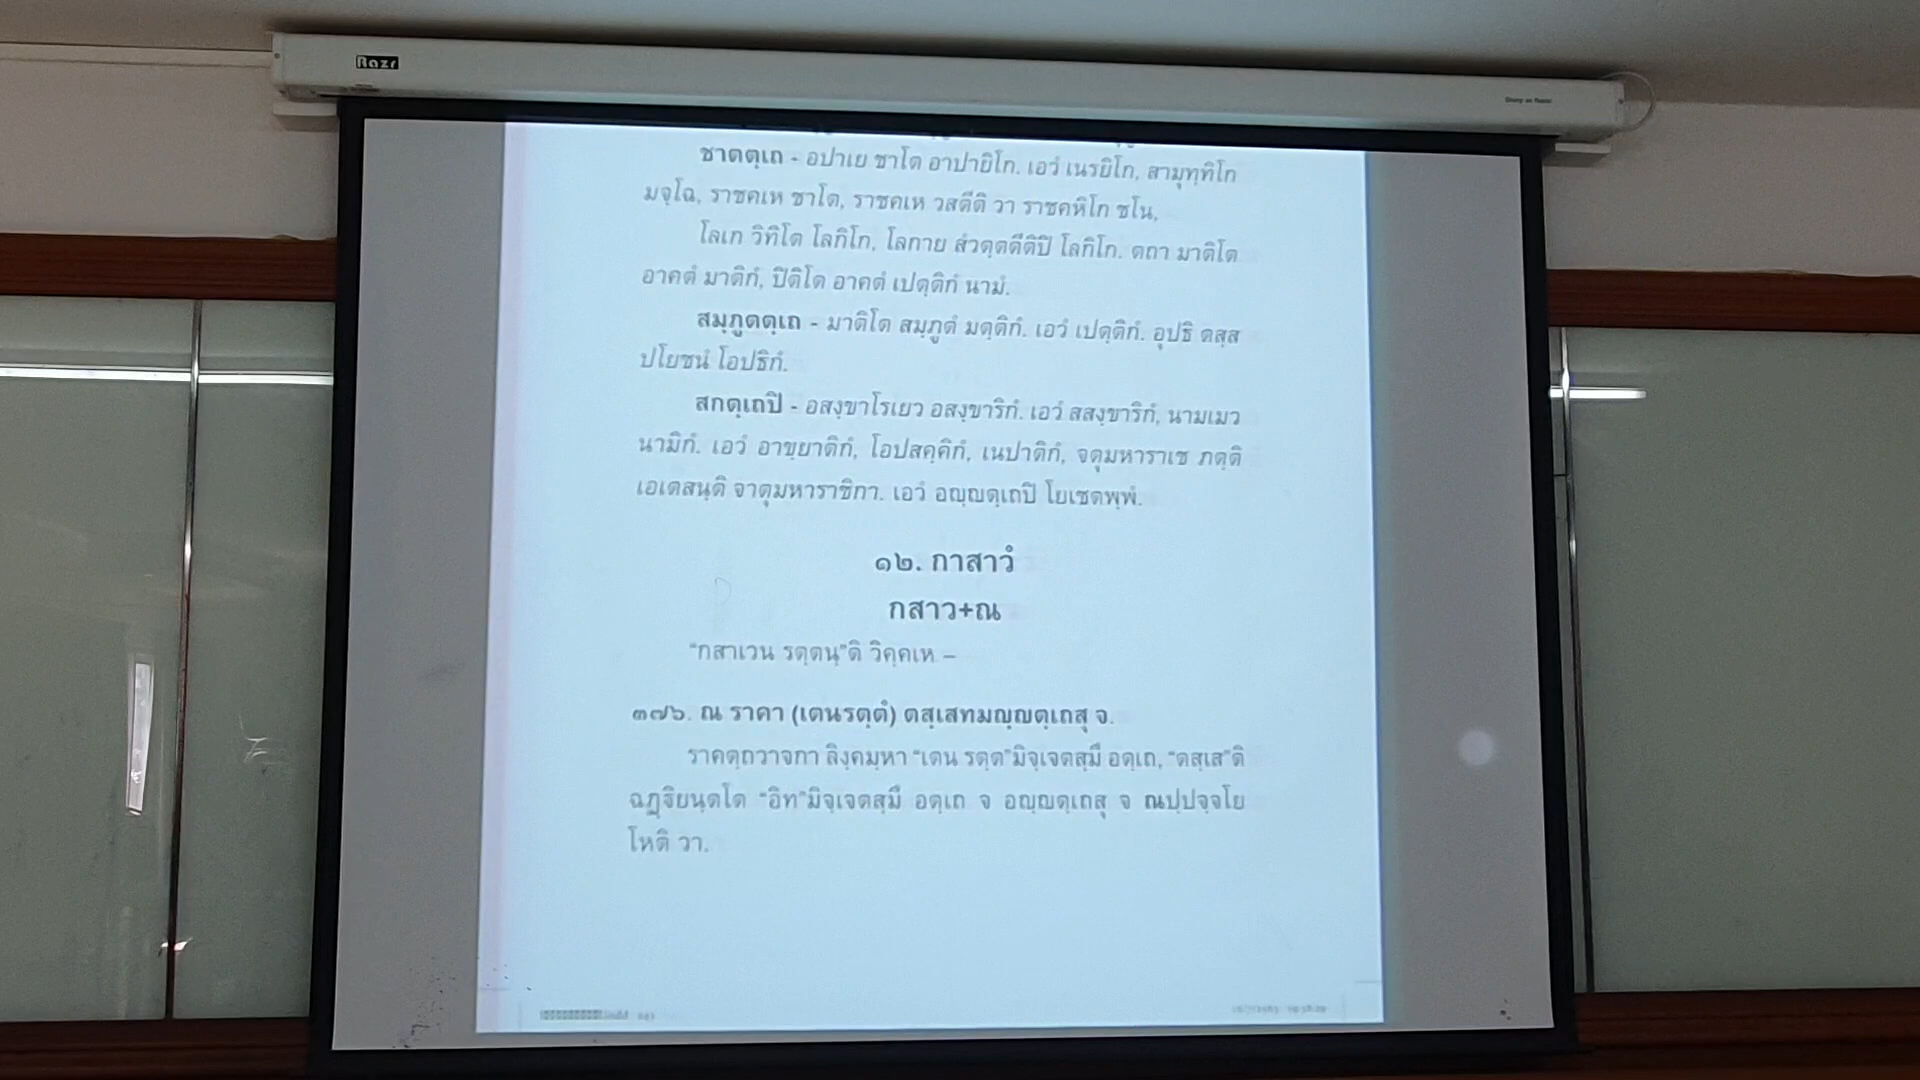 Razr
ชาตตฺเถ - อปาเย ชาโต อาปายิโก. เอวํ เนรยิโก, สามุทฺทิโก
มจฺโฉ, ราชคเห ชาโต, ราชคเห วสตีติ วา ราชคหิโก ชโน,
โลเก วิทิโต โลกิโก, โลกาย สํวตฺตตีติปิ โลกิโก. ตถา มาติโต
อาคตํ มาติกํ, ปิติโต อาคตํ เปตฺติกํ นามํ.
สมฺภูตตฺเถ - มาติโต สมฺภูตํ มตฺติกํ. เอวํ เปตฺติกํ. อุปธิ ตสฺส
ปโยชนํ โอปธิกํ.
สกตฺเถปิ - อสงฺขาโรเยว อสงฺขาริกํ. เอวํ สสงฺขาริกํ, นามเมว
นามิกํ. เอวํ อาขฺยาติกํ, โอปสคฺคิกํ, เนปาติกํ, จตุมหาราเช ภตฺติ
เอเตสนฺติ จาตุมหาราชิกา. เอวํ อญฺญตฺเถปิ โยเชตพฺพํ.
๑๒. กาสาวํ
กสาว+ณ
“กสาเวน รตฺตนฺ”ติ วิคฺคเห –
๓๗๖. ณ ราคา (เตนรตฺตํ) ตสฺเสทมญฺญตฺเถสุ จ.
ราคตฺถวาจกา ลิงฺคมฺหา “เตน รตฺต”มิจฺเจตสฺมึ อตฺเถ, “ตสฺเส”ติ
ฉฏฺฐิยนฺตโต “อิท”มิจฺเจตสฺมึ อตฺเถ จ อญฺญตฺเถสุ จ ณปฺปจฺจโย
โหติ วา.